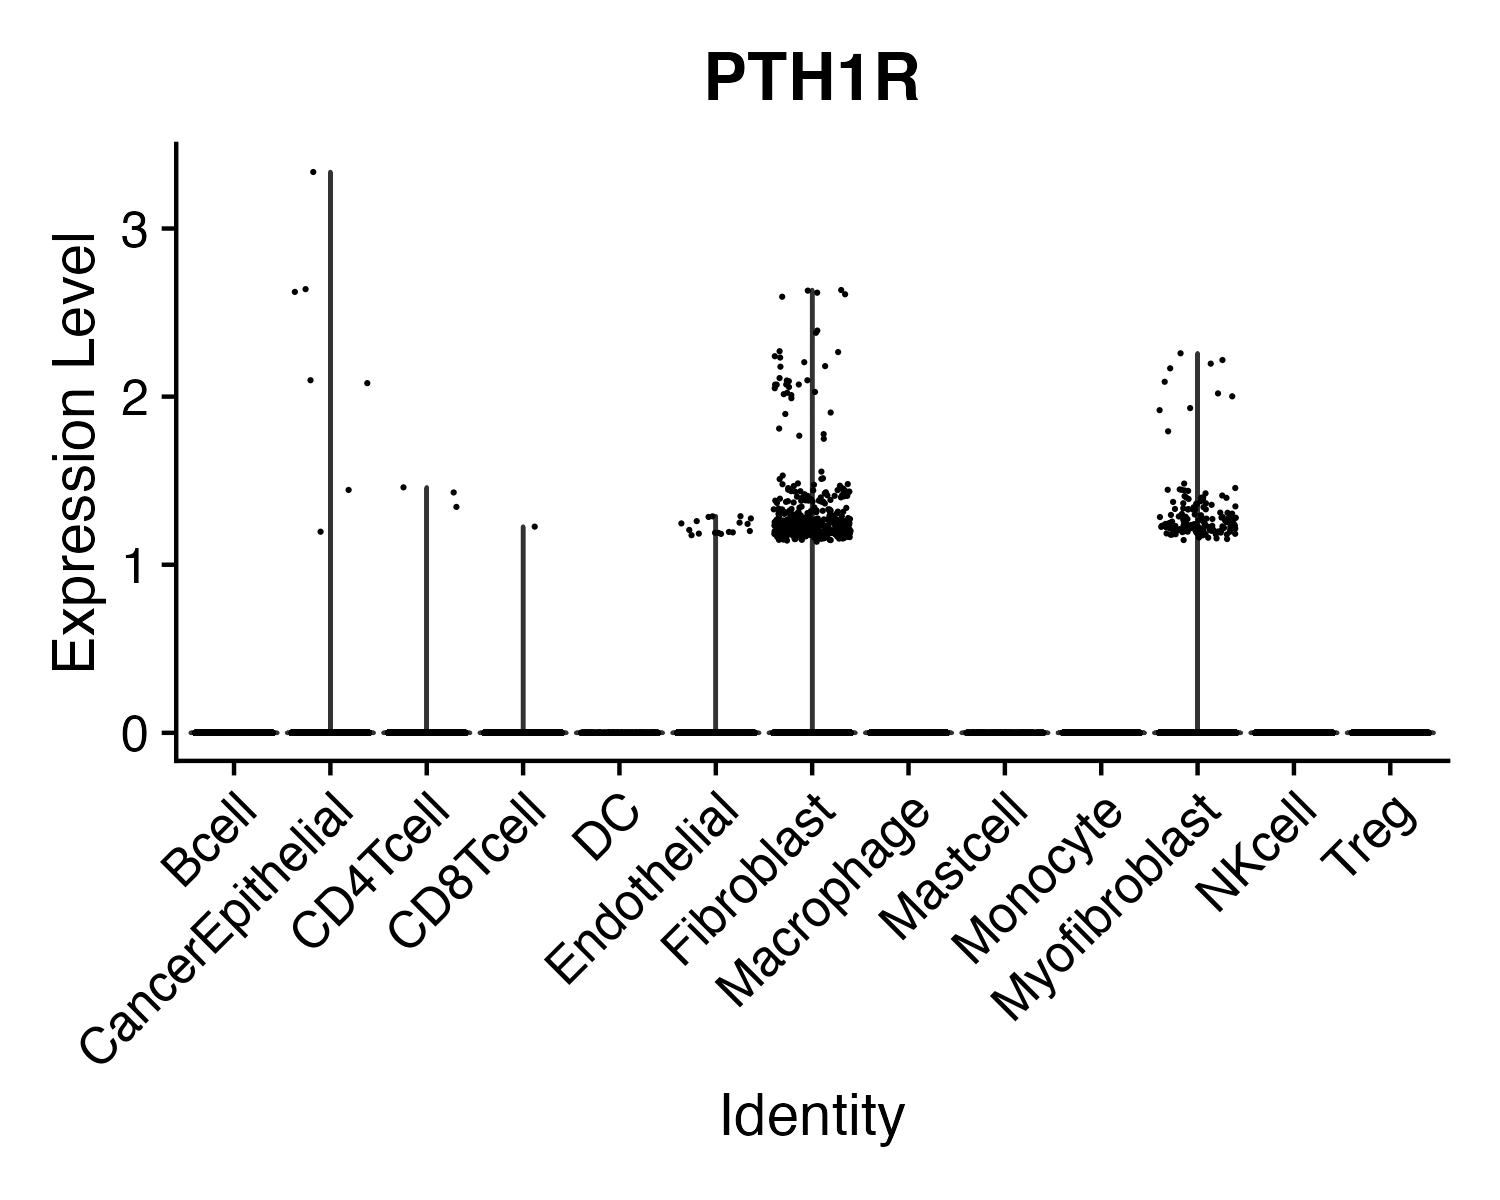 PTH1R
Expression Level
3
2
1
0
Bcell
CancerEpithelial
CD4Tcell
CD8Tcell
DC
Endothelial
Fibroblast
Macrophage
Mastcell
Monocyte
Myofibroblast
NKcell
Treg
Identity